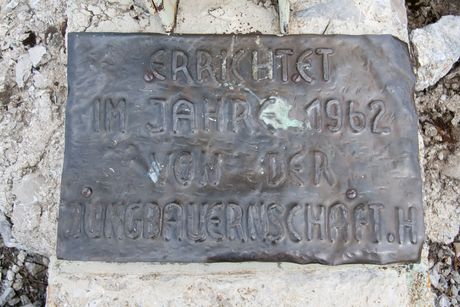 ERRICHTET
IM JAHRE 1962
VON DER
JUNGBAUERNSCHAFT.H